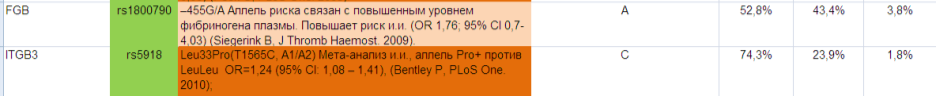 FGB rs1800790 –455G/A Аллель риска связан с повышенным уровнем A 52,8% 43,4% 3,8%
фибриногена плазмы. Повышает риск и.и. (OR 1,76; 95% CI 0,7-
4,03) (Siegerink B, J Thromb Haemost. 2009).
ITGB3 rs5918 Leu33Pro(T1565C, A1/A2) Мета-анализ и.и., аллель Pro+ против C 74,3% 23,9% 1,8%
LeuLeu OR=1,24 (95% CI: 1,08 – 1,41), (Bentley P, PLoS One.
2010);